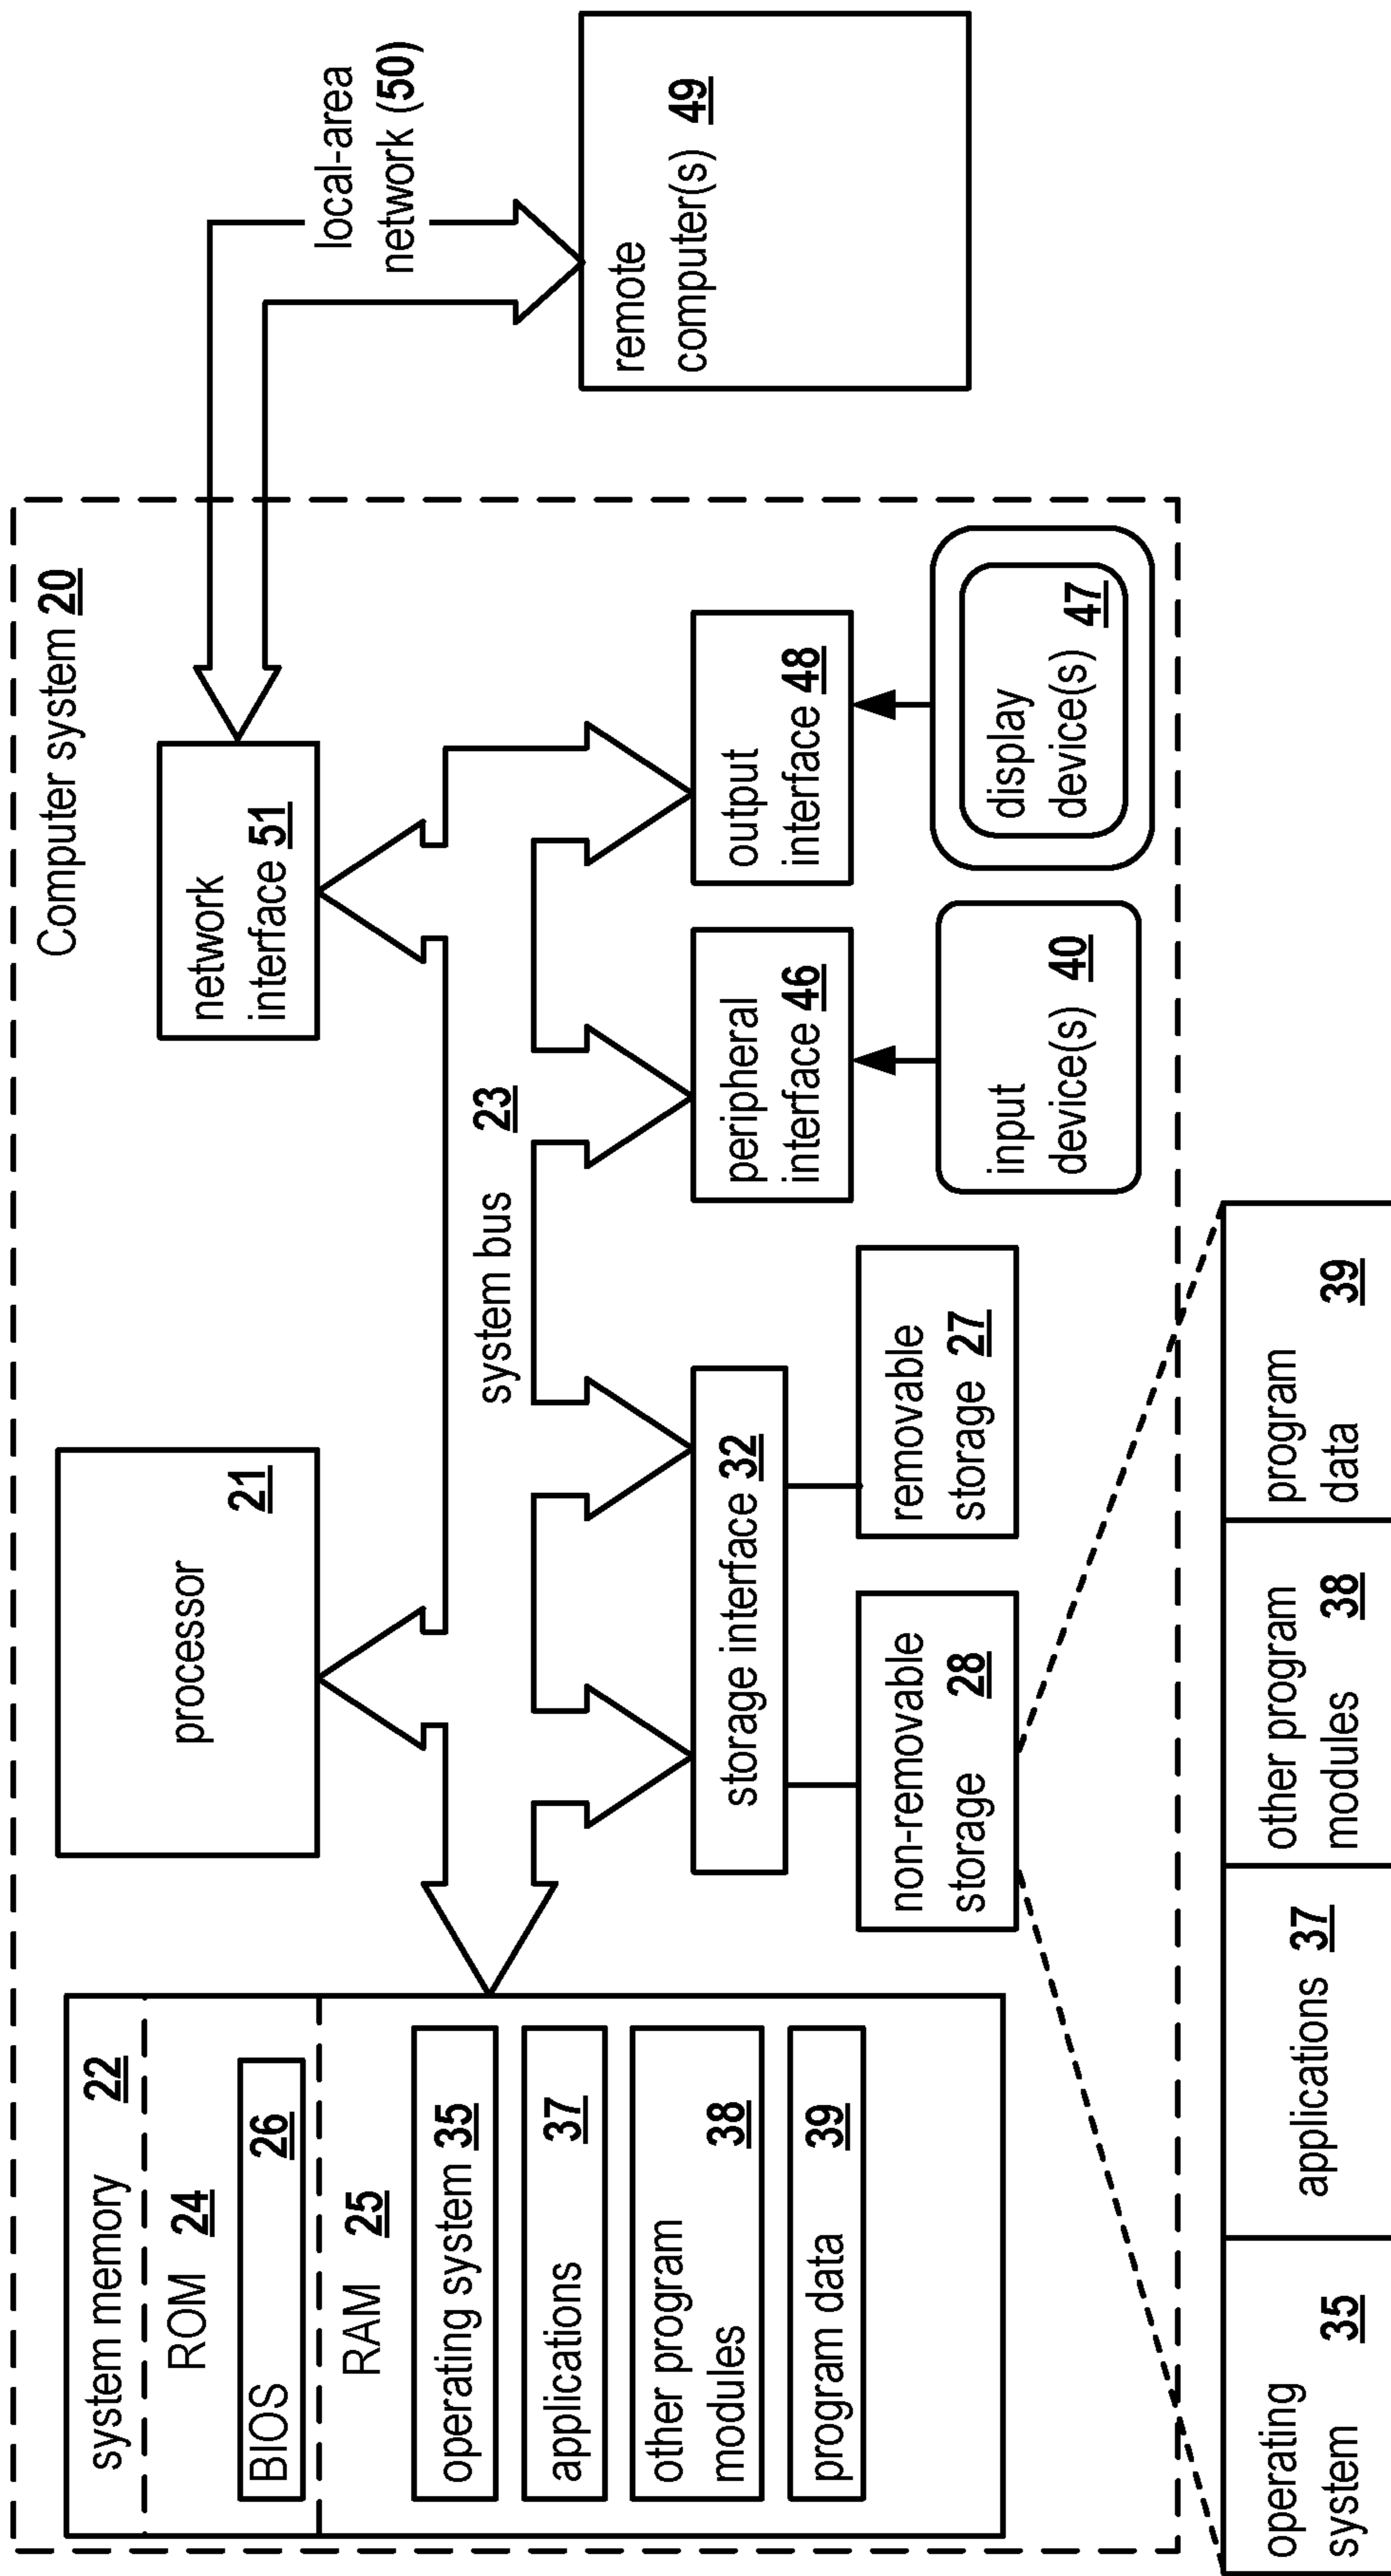 Computer system 20
system memory 22
ROM 24
BIOS 26
RAM 25
operating system 35
applications 37
other program
modules 38
program data 39
processor 21
network
interface 51
local-area
network (50)
system bus 23
storage interface 32
peripheral
interface 46
output
interface 48
remote
computer(s) 49
non-removable
storage 28
removable
storage 27
input
device(s) 40
display
device(s) 47
operating
system 35
applications 37
other program
modules 38
program
data 39